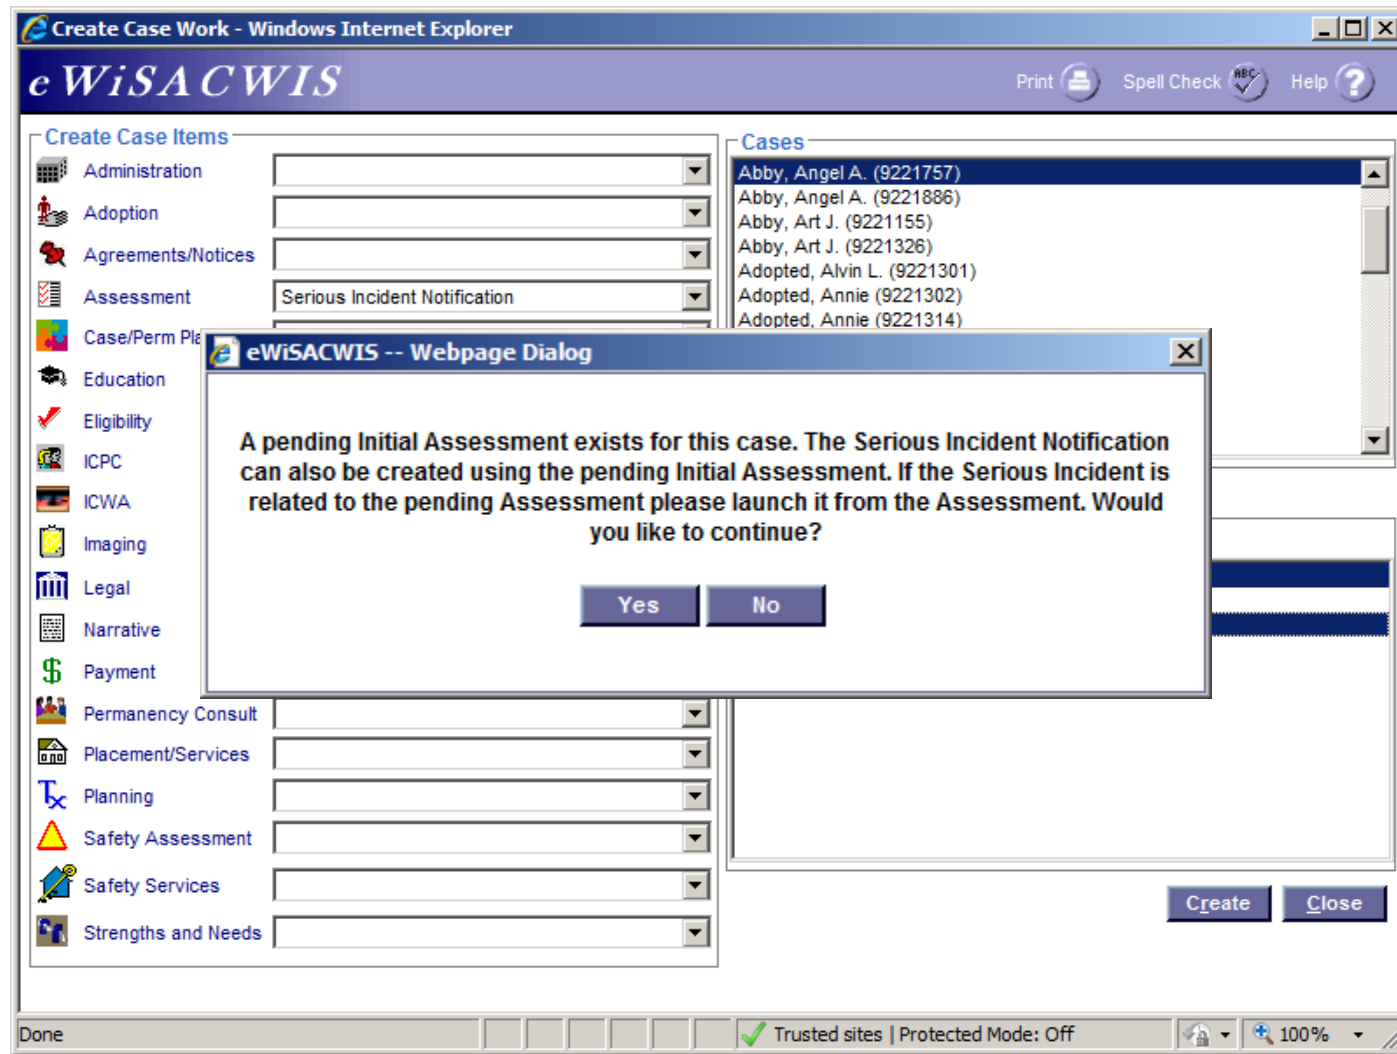 Create Case Work - Windows Internet Explorer
eWiSACWIS
Print
Spell Check
ABC
Help
?
Create Case Items
Administration
Adoption
Agreements/Notices
Assessment
Serious Incident Notification
Case/Perm Pla
Education
Eligibility
ICPC
ICWA
Imaging
Legal
Narrative
Payment
Permanency Consult
Placement/Services
Planning
Safety Assessment
Safety Services
Strengths and Needs
Cases
Abby, Angel A. (9221757)
Abby, Angel A. (9221886)
Abby, Art J. (9221155)
Abby, Art J. (9221326)
Adopted, Alvin L. (9221301)
Adopted, Annie (9221302)
Adopted, Annie (9221314)
eWiSACWIS -- Webpage Dialog
A pending Initial Assessment exists for this case. The Serious Incident Notification
can also be created using the pending Initial Assessment. If the Serious Incident is
related to the pending Assessment please launch it from the Assessment. Would
you like to continue?
Yes
No
Create
Close
Done
Trusted sites | Protected Mode: Off
100%